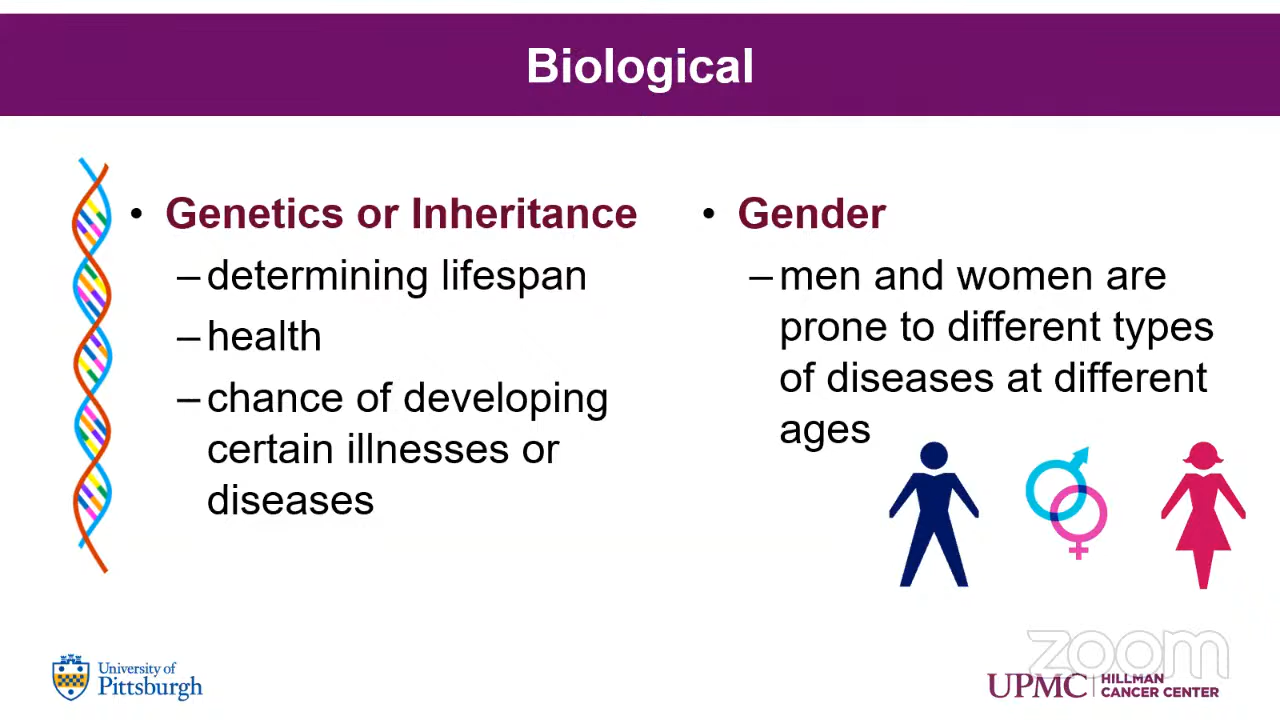 Biological
• Genetics or Inheritance
– determining lifespan
– health
– chance of developing
certain illnesses or
diseases
• Gender
– men and women are
prone to different types
of diseases at different
ages
University of
Pittsburgh
zoom
UPMC | HILLMAN
CANCER CENTER